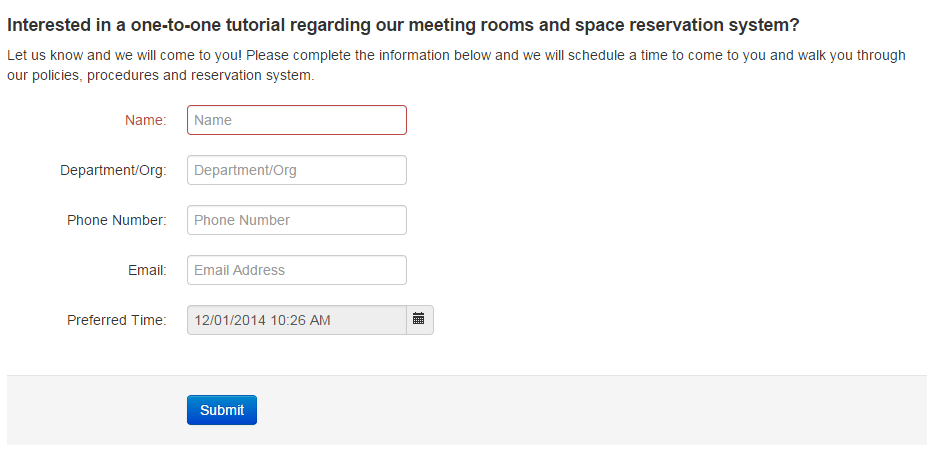 Interested in a one-to-one tutorial regarding our meeting rooms and space reservation system?
Let us know and we will come to you! Please complete the information below and we will schedule a time to come to you and walk you through
our policies, procedures and reservation system.
Name: Name
Department/Org: Department/Org
Phone Number: Phone Number
Email: Email Address
Preferred Time: 12/01/2014 10:26 AM
Submit